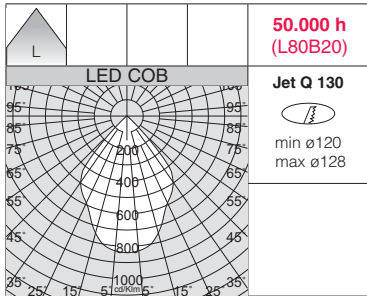 L
50.000 h
(L80B20)
LED COB
Jet Q 130
min ø120
max ø128
105° 105°
95° 95°
85° 85°
75° 75°
65° 65°
55° 55°
45° 45°
35° 25° 15° 5° 5° 15° 25° 35°
200
400
600
800
1000
cd/Klm